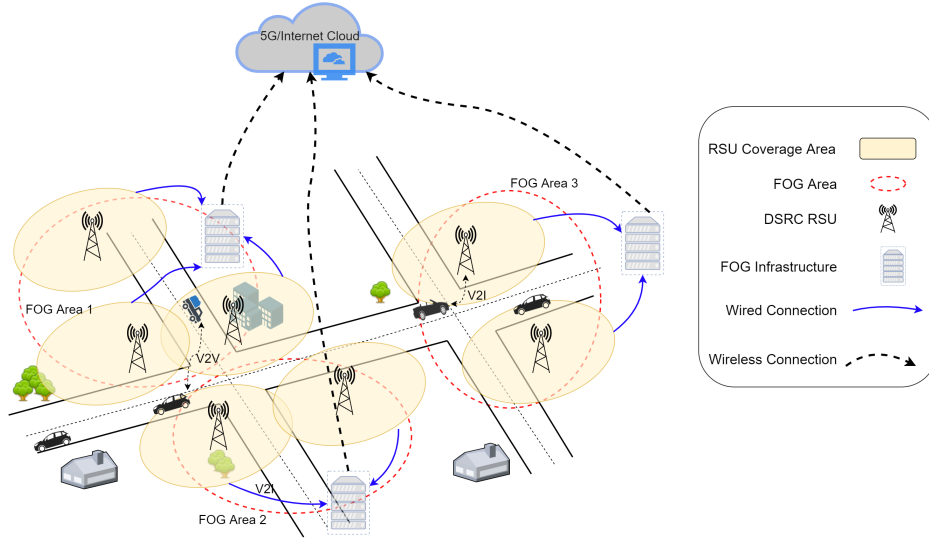 5G/Internet Cloud
FOG Area 3
FOG Area 1
V2I
V2V
V2I
FOG Area 2
RSU Coverage Area
FOG Area
DSRC RSU
FOG Infrastructure
Wired Connection
Wireless Connection